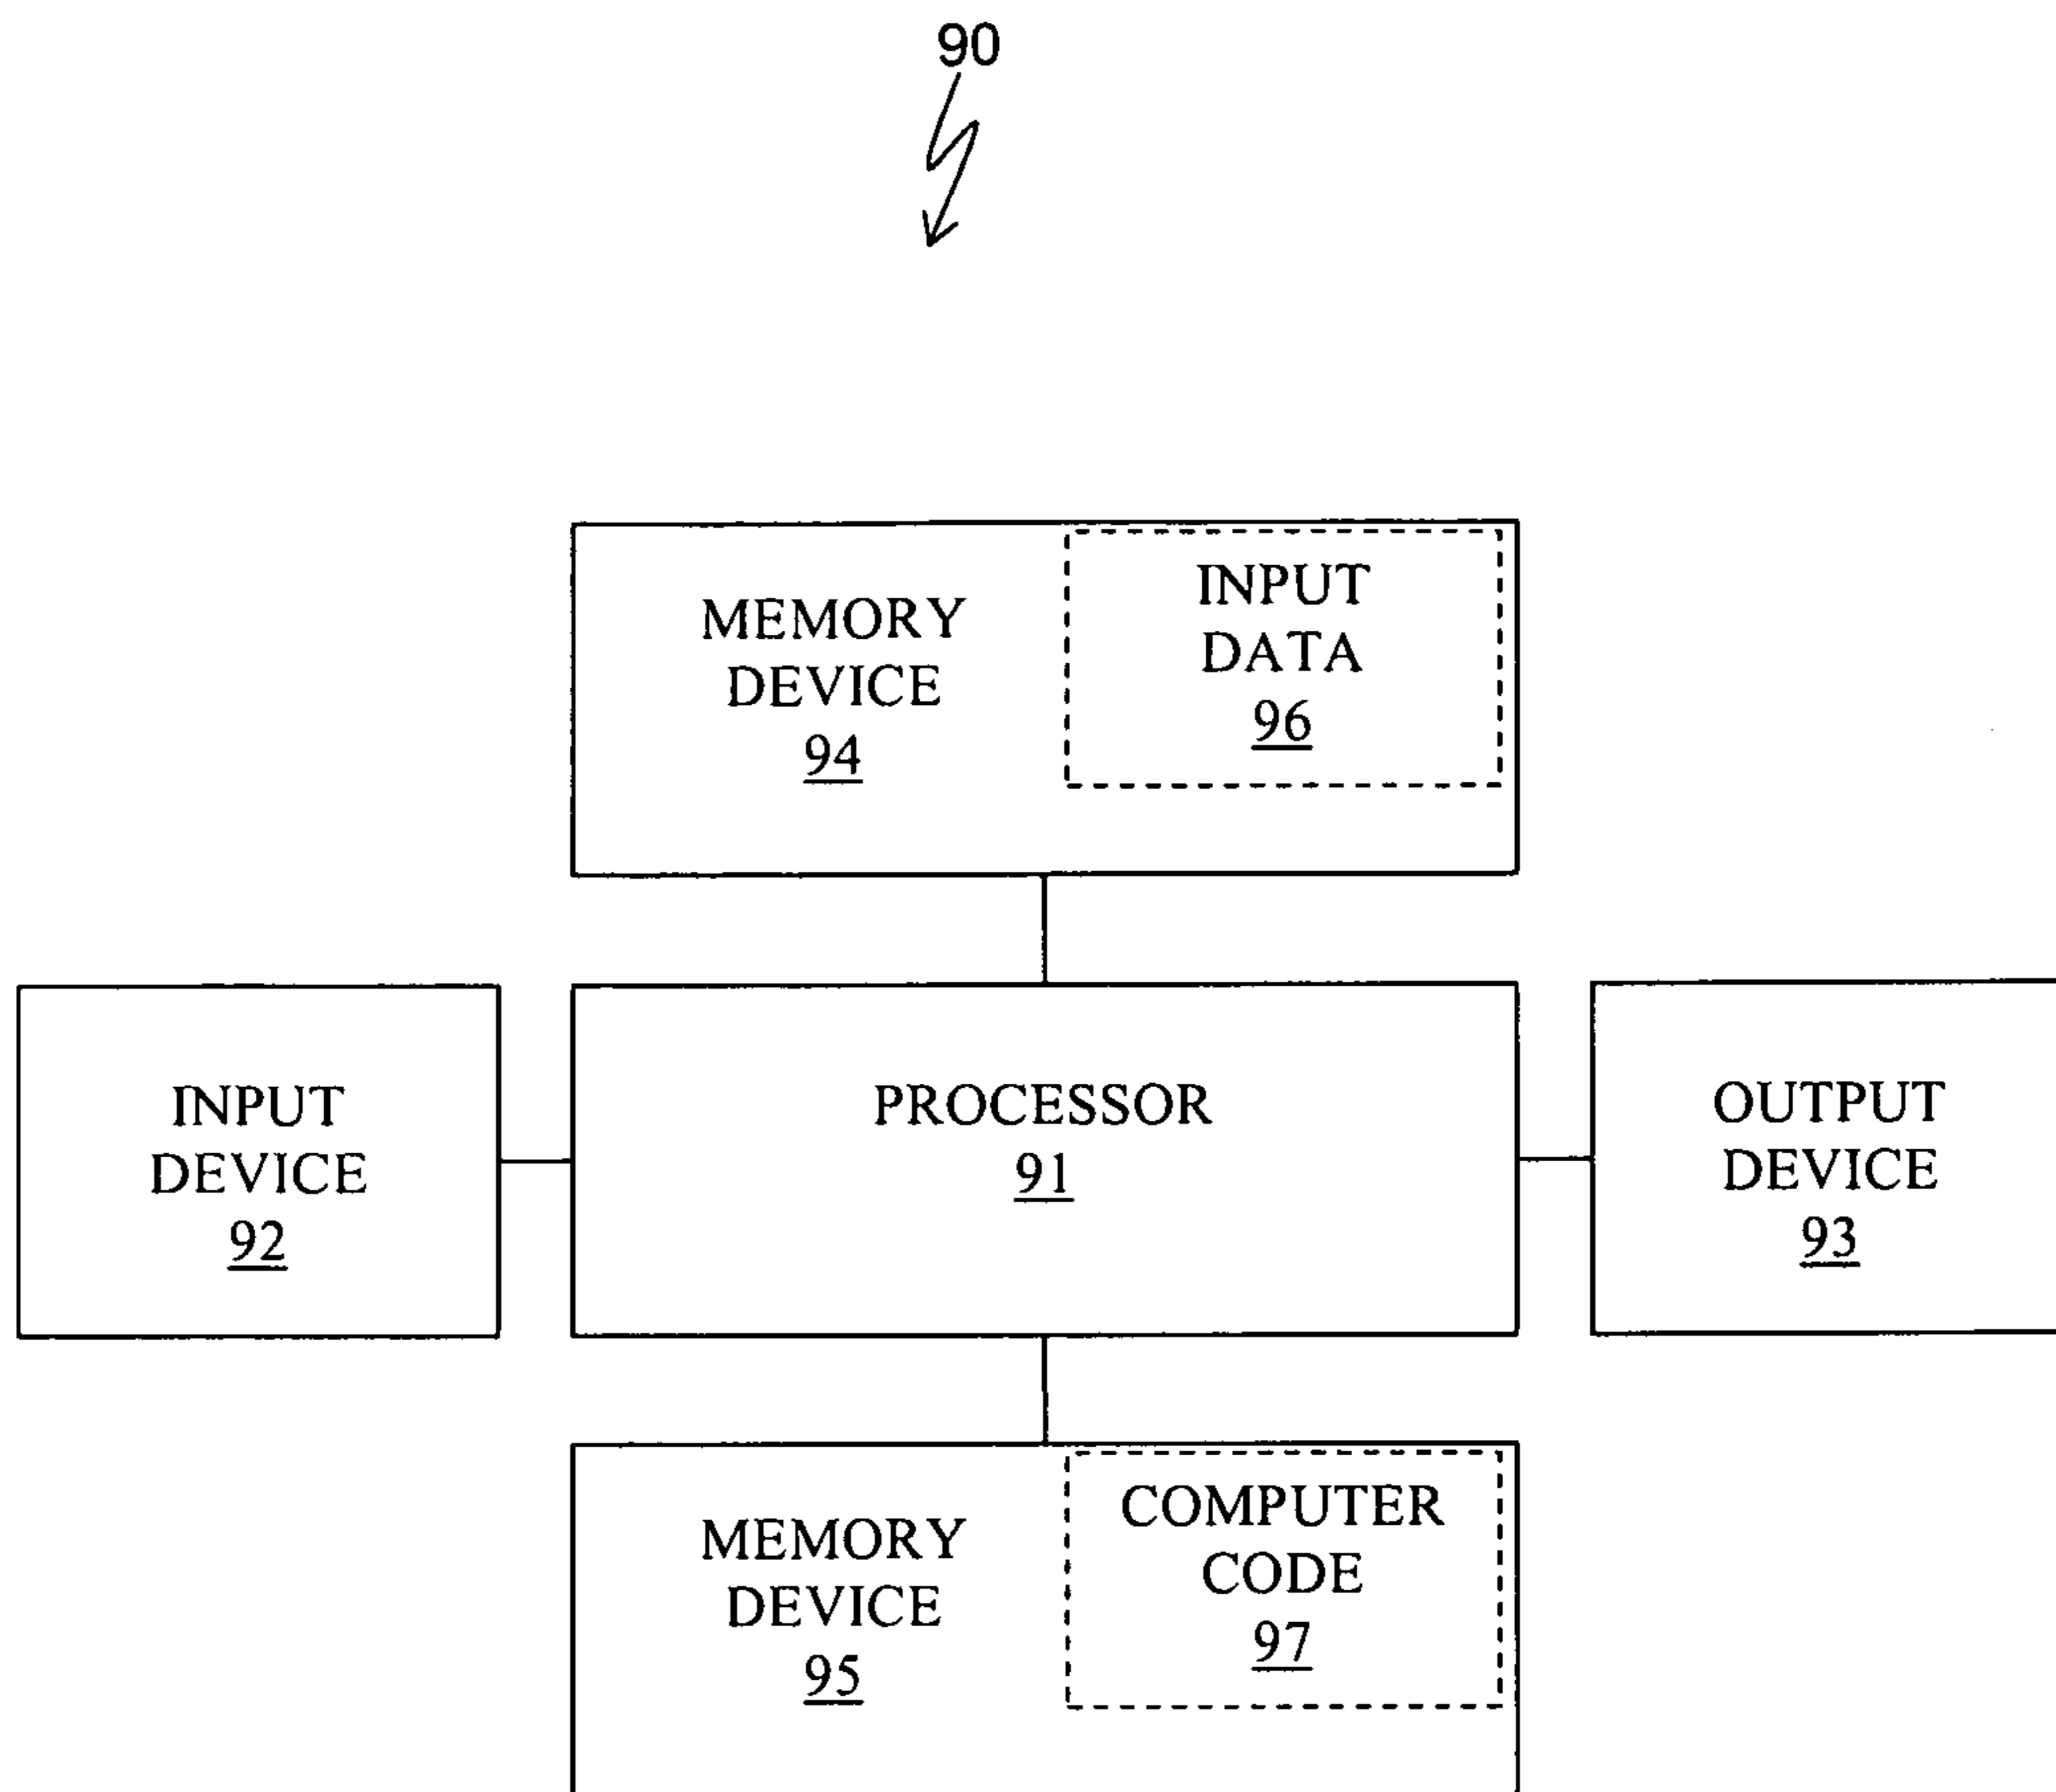 90
MEMORY
DEVICE
94
INPUT
DATA
96
INPUT
DEVICE
92
PROCESSOR
91
OUTPUT
DEVICE
93
MEMORY
DEVICE
95
COMPUTER
CODE
97